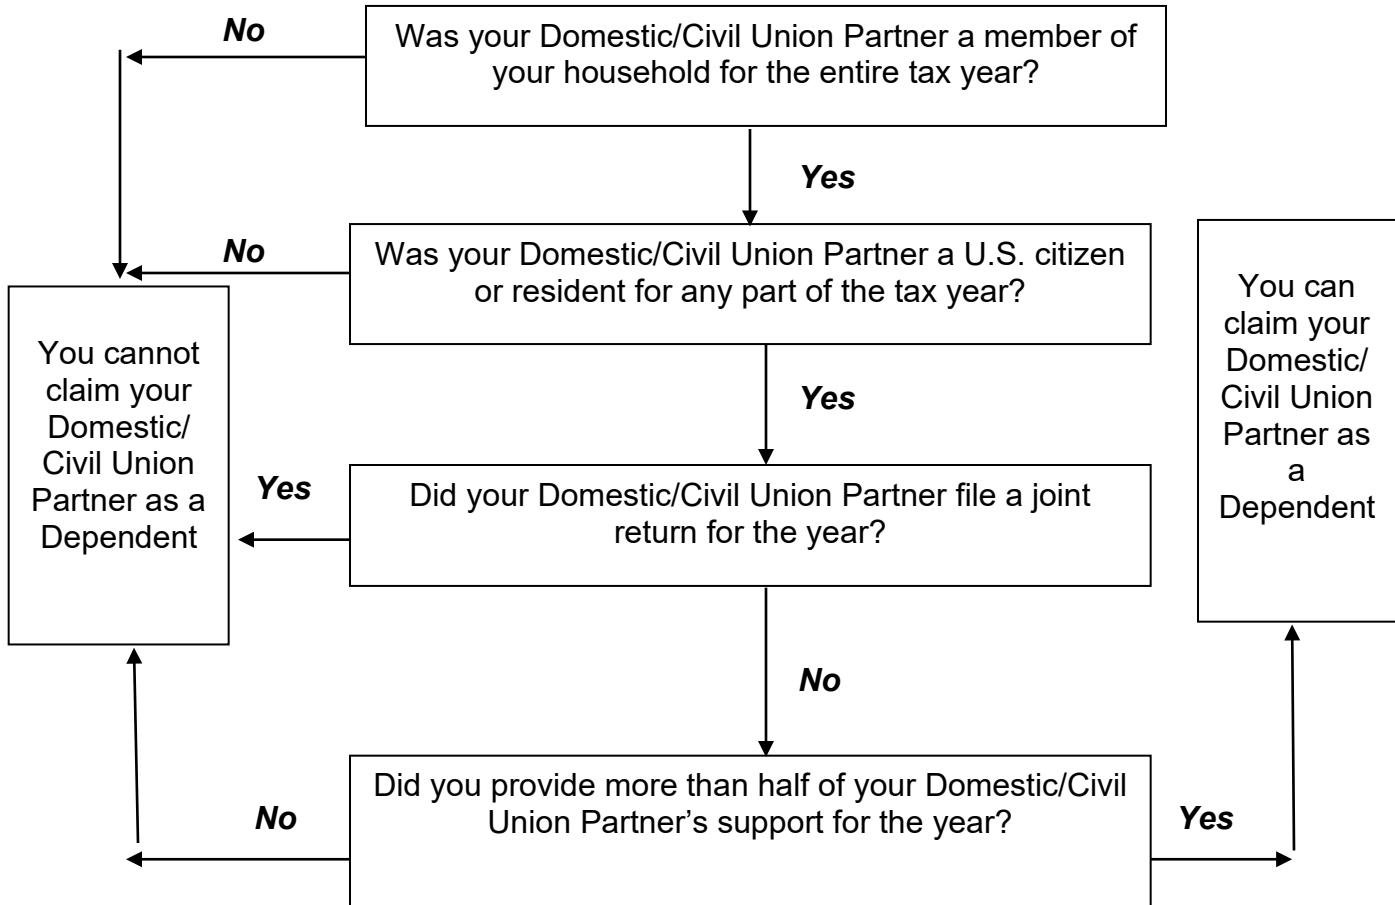 No
Was your Domestic/Civil Union Partner a member of
your household for the entire tax year?
Yes
No
Was your Domestic/Civil Union Partner a U.S. citizen
or resident for any part of the tax year?
You cannot
claim your
Domestic/
Civil Union
Partner as a
Dependent
You can
claim your
Domestic/
Civil Union
Partner as
a
Dependent
Yes
Yes
Did your Domestic/Civil Union Partner file a joint
return for the year?
No
Did you provide more than half of your Domestic/Civil
Union Partner’s support for the year?
No
Yes